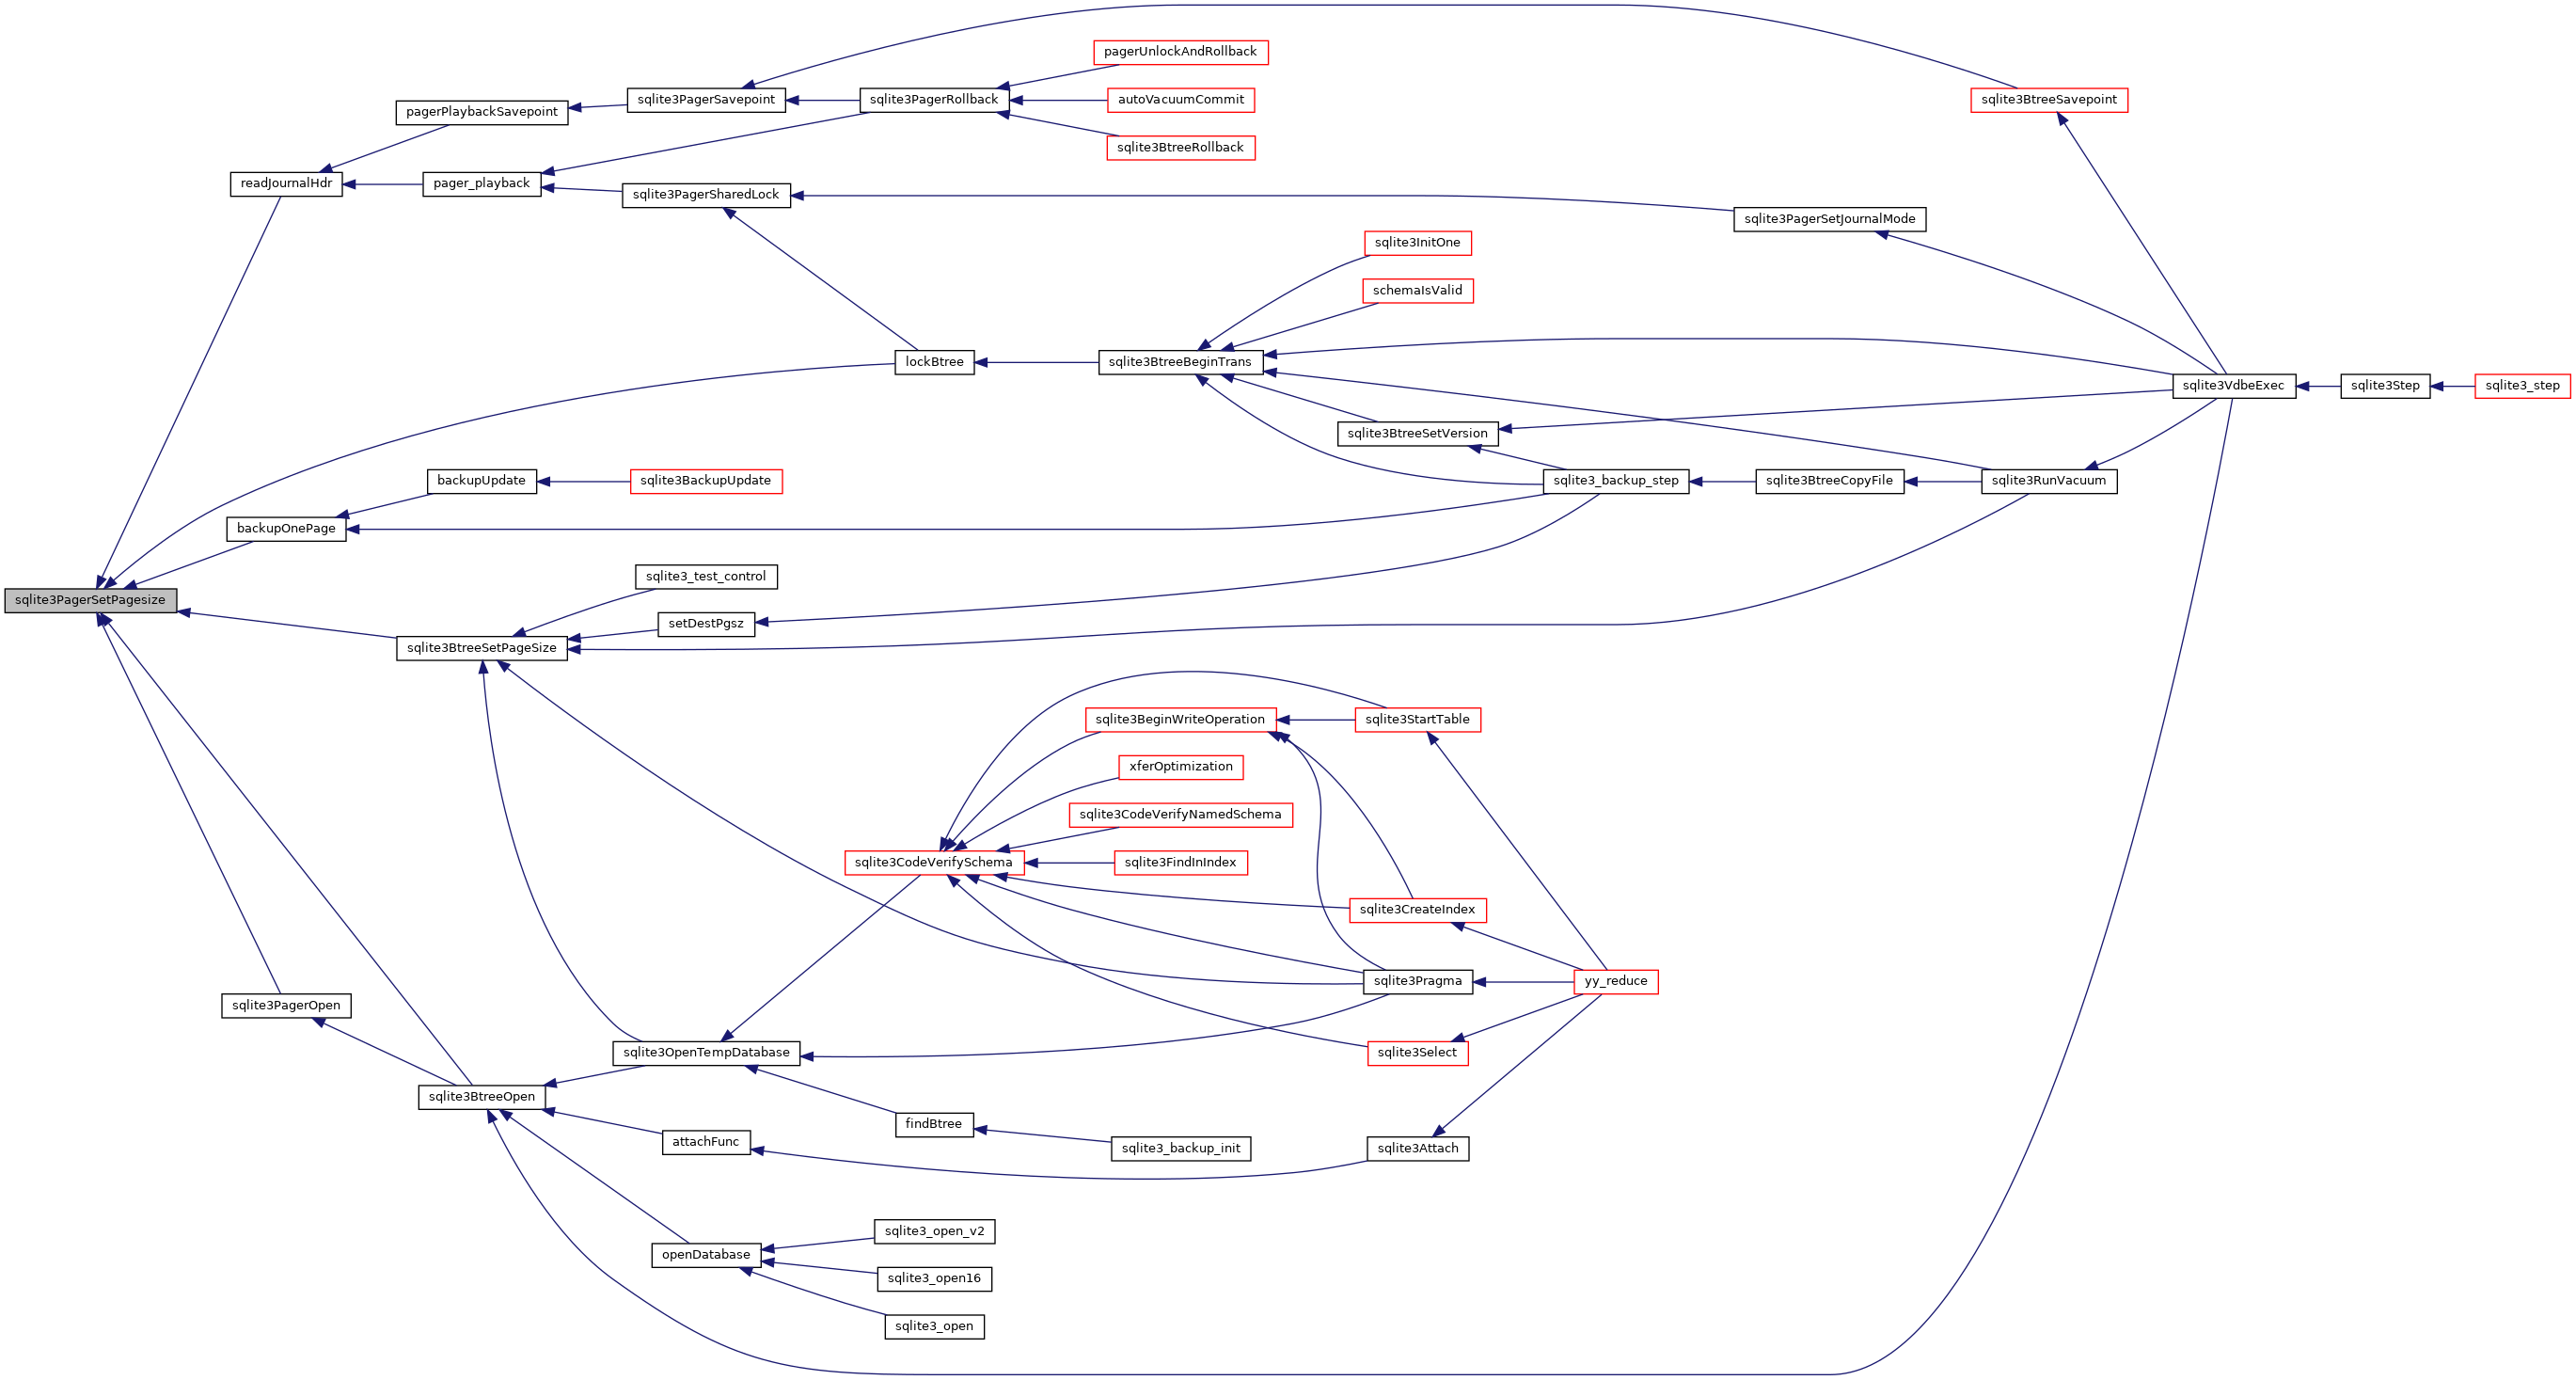 pagerUnlockAndRollback
sqlite3PagerSavepoint
sqlite3PagerRollback
autoVacuumCommit
sqlite3BtreeSavepoint
pagerPlaybackSavepoint
sqlite3BtreeRollback
readJournalHdr
pager_playback
sqlite3PagerSharedLock
sqlite3PagerSetJournalMode
sqlite3InitOne
schemaIsValid
lockBtree
sqlite3BtreeBeginTrans
sqlite3VdbeExec
sqlite3Step
sqlite3_step
sqlite3BtreeSetVersion
backupUpdate
sqlite3BackupUpdate
sqlite3_backup_step
sqlite3BtreeCopyFile
sqlite3RunVacuum
backupOnePage
sqlite3_test_control
sqlite3PagerSetPagesize
setDestPgsz
sqlite3BtreeSetPageSize
sqlite3BeginWriteOperation
sqlite3StartTable
xferOptimization
sqlite3CodeVerifyNamedSchema
sqlite3CodeVerifySchema
sqlite3FindInIndex
sqlite3CreateIndex
sqlite3Pragma
yy_reduce
sqlite3PagerOpen
sqlite3OpenTempDatabase
sqlite3Select
sqlite3BtreeOpen
findBtree
attachFunc
sqlite3_backup_init
sqlite3Attach
sqlite3_open_v2
openDatabase
sqlite3_open16
sqlite3_open